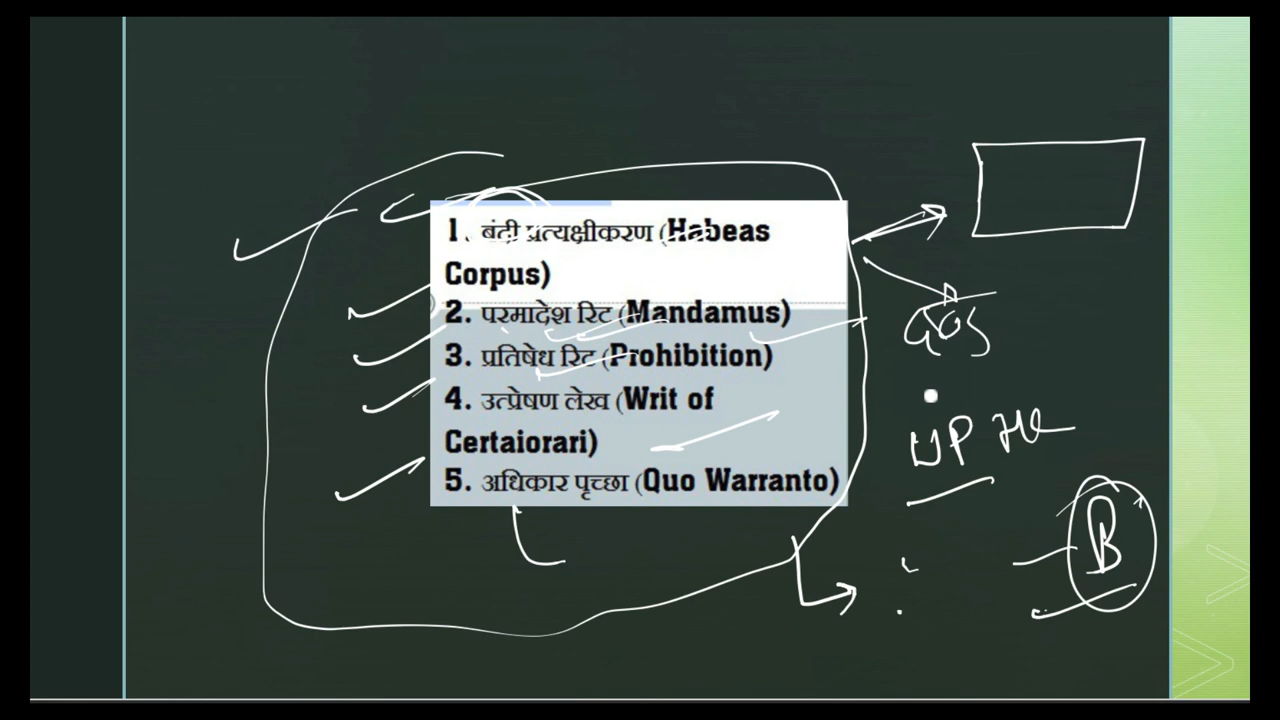 1. बंदी प्रत्यक्षीकरण (Habeas
Corpus)
2. परमादेश रिट (Mandamus)
3. प्रतिषेध रिट (Prohibition)
4. उत्प्रेषण लेख (Writ of
Certaiorari)
5. अधिकार पृच्छा (Quo Warranto)
UP
B